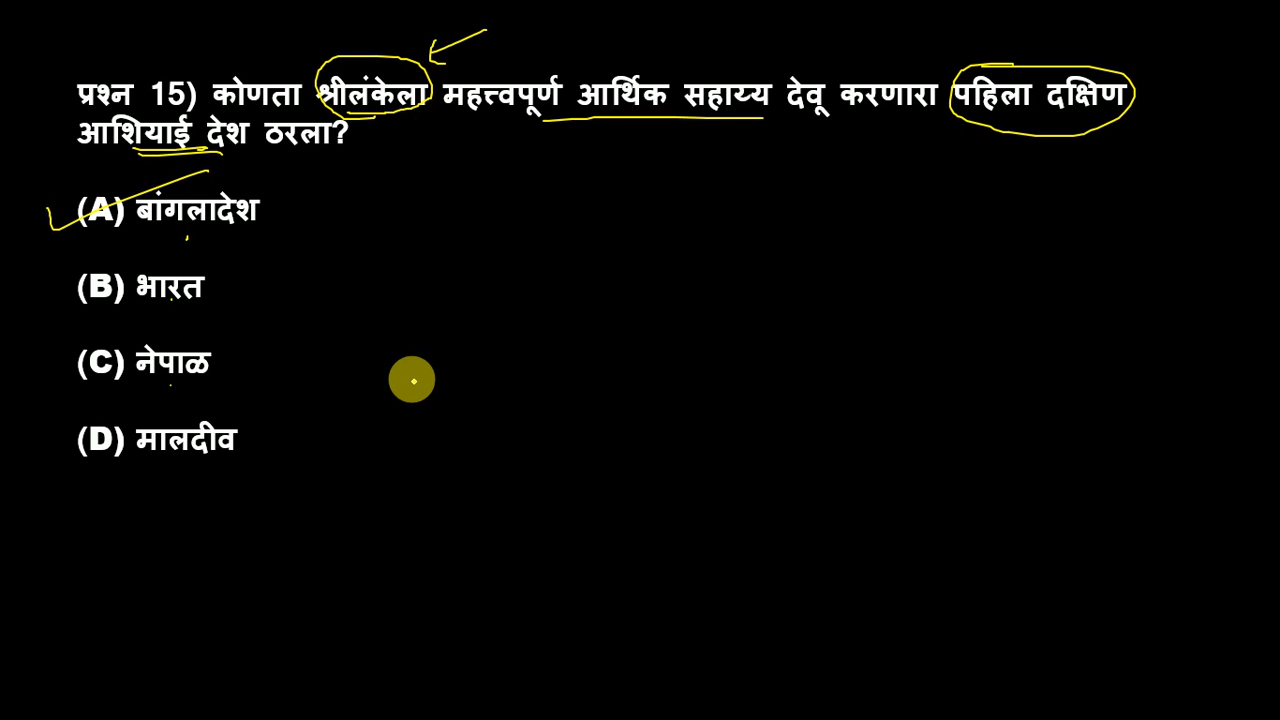 प्रश्न 15) कोणता श्रीलंकेला महत्त्वपूर्ण आर्थिक सहाय्य देवू करणारा पहिला दक्षिण
आशियाई देश ठरला?
(A) बांगलादेश
(B) भारत
(C) नेपाळ
(D) मालदीव